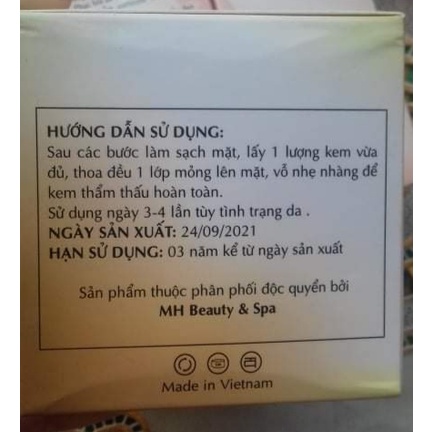 HƯỚNG DẪN SỬ DỤNG:
Sau các bước làm sạch mặt, lấy 1 lượng kem vừa
đủ, thoa đều 1 lớp mỏng lên mặt, vỗ nhẹ nhàng để
kem thẩm thấu hoàn toàn.
Sử dụng ngày 3-4 lần tùy tình trạng da .
NGÀY SẢN XUẤT: 24/09/2021
HẠN SỬ DỤNG: 03 năm kể từ ngày sản xuất
Sản phẩm thuộc phân phối độc quyển bởi
MH Beauty & Spa
Made in Vietnam